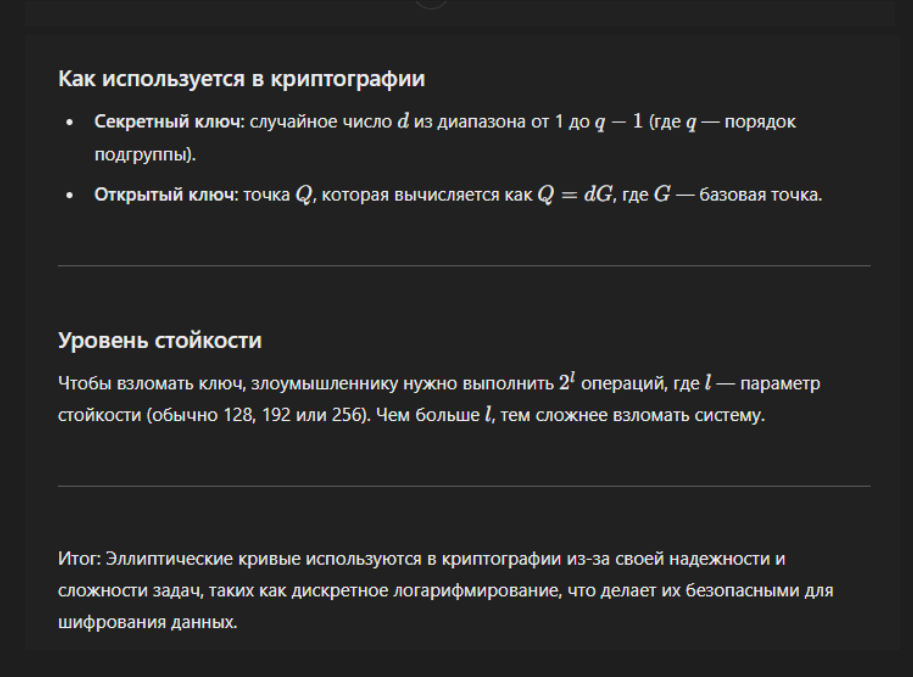 Как используется в криптографии
• Секретный ключ: случайное число d из диапазона от 1 до q − 1 (где q — порядок
подгруппы).
• Открытый ключ: точка Q, которая вычисляется как Q = dG, где G — базовая точка.
Уровень стойкости
Чтобы взломать ключ, злоумышленнику нужно выполнить 2^l операций, где l — параметр
стойкости (обычно 128, 192 или 256). Чем больше l, тем сложнее взломать систему.
Итог: Эллиптические кривые используются в криптографии из-за своей надежности и
сложности задач, таких как дискретное логарифмирование, что делает их безопасными для
шифрования данных.